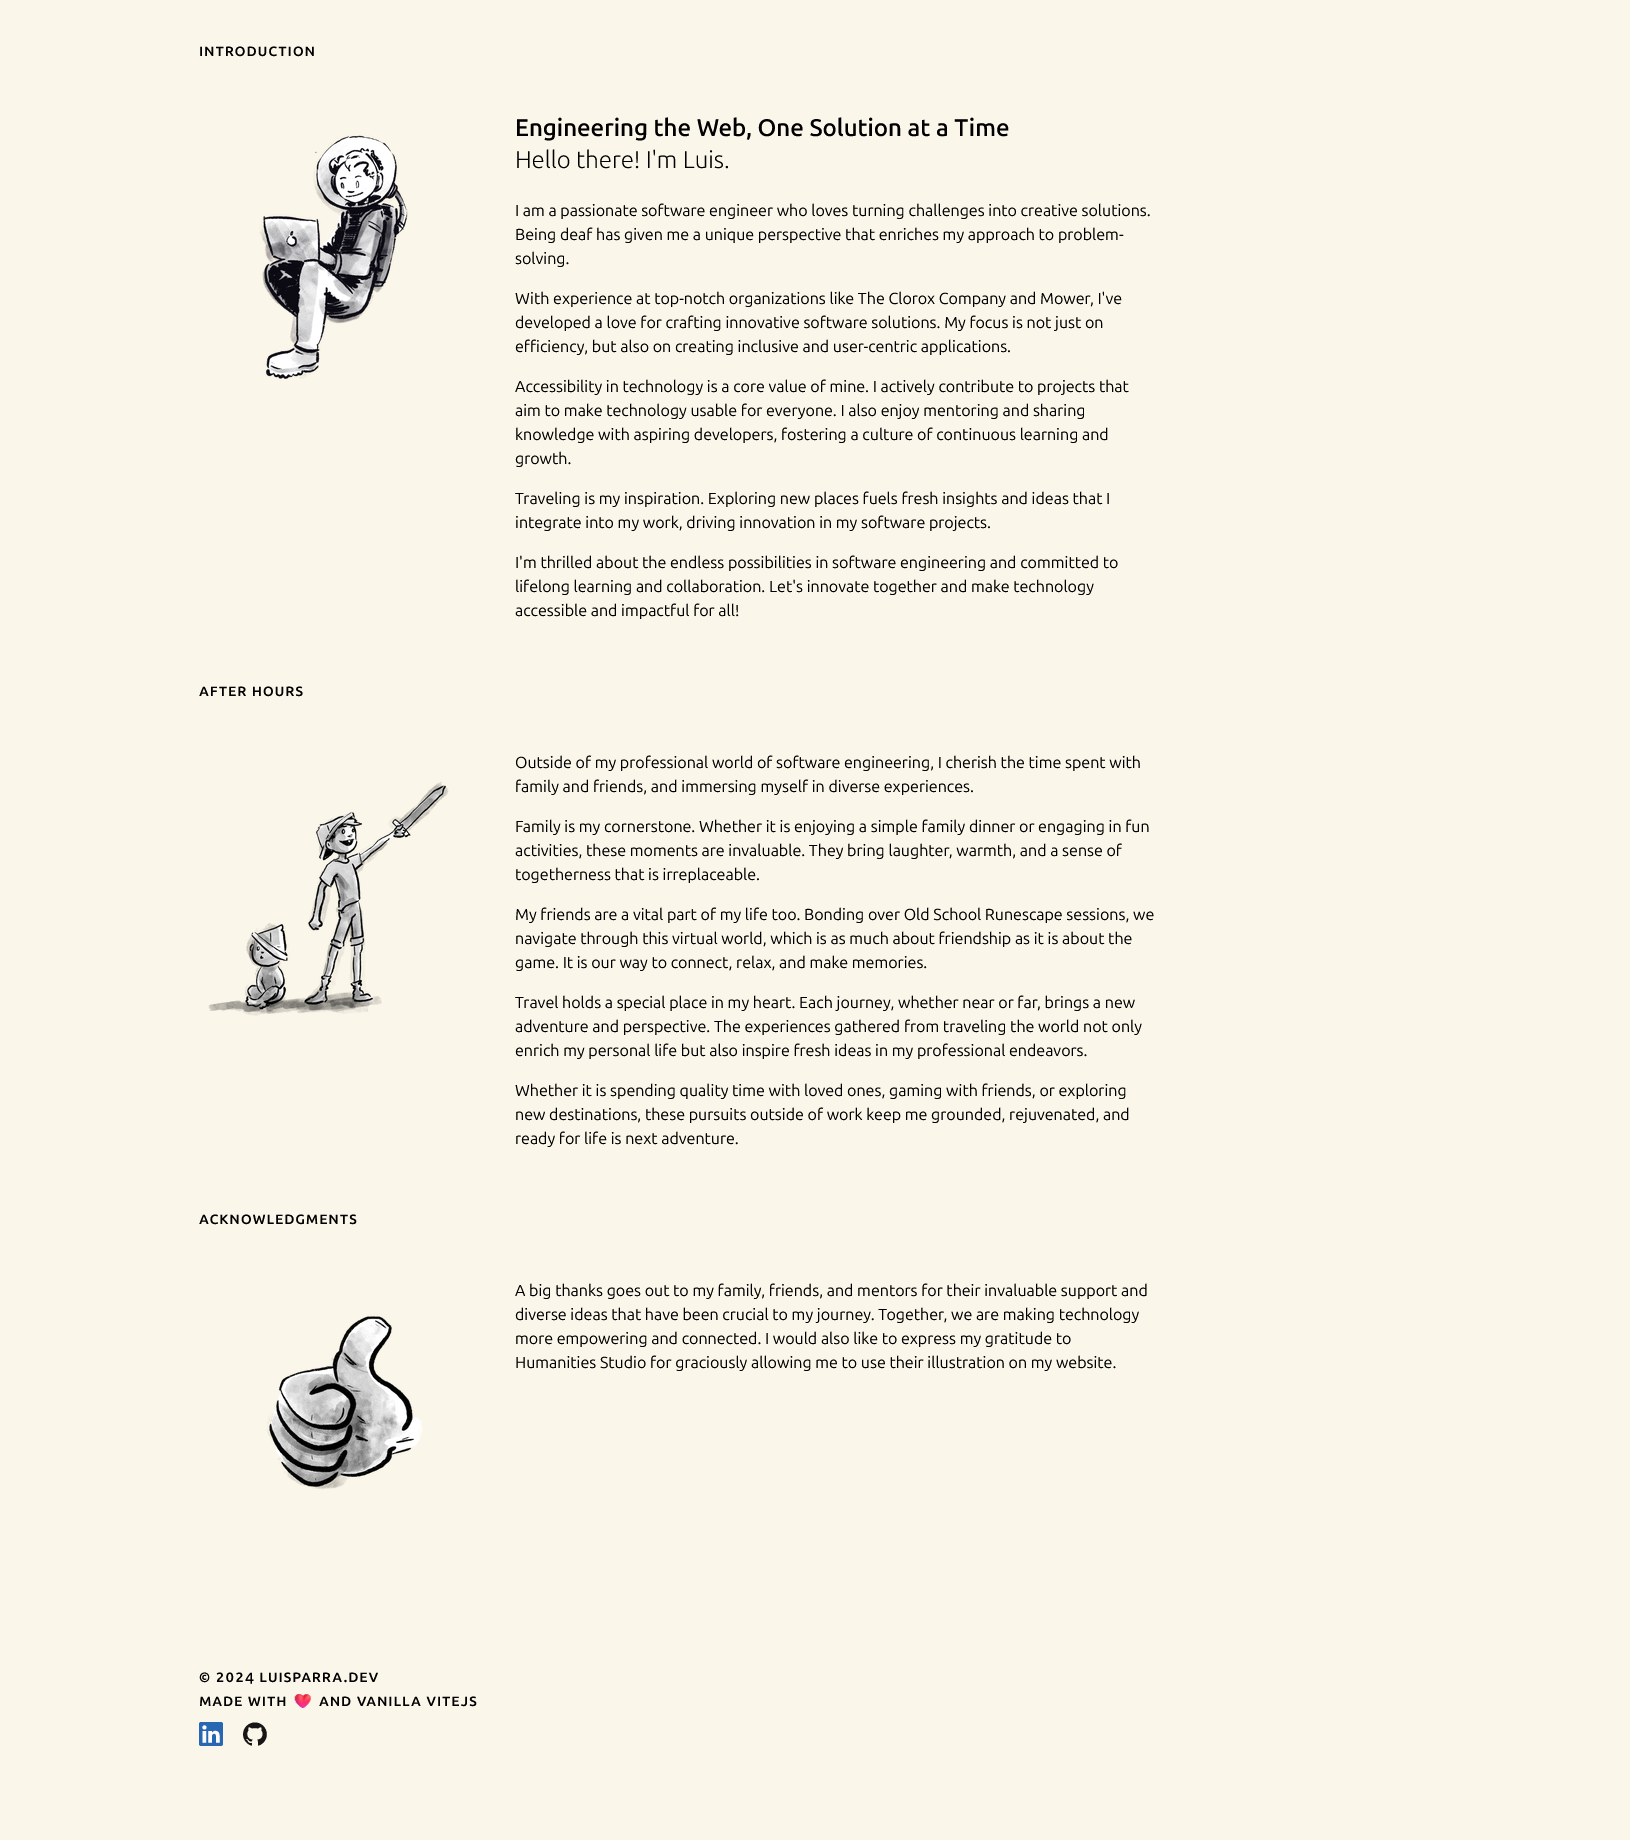 INTRODUCTION
Engineering the Web, One Solution at a Time
Hello there! I'm Luis.
I am a passionate software engineer who loves turning challenges into creative solutions.
Being deaf has given me a unique perspective that enriches my approach to problem-
solving.
With experience at top-notch organizations like The Clorox Company and Mower, I've
developed a love for crafting innovative software solutions. My focus is not just on
efficiency, but also on creating inclusive and user-centric applications.
Accessibility in technology is a core value of mine. I actively contribute to projects that
aim to make technology usable for everyone. I also enjoy mentoring and sharing
knowledge with aspiring developers, fostering a culture of continuous learning and
growth.
Traveling is my inspiration. Exploring new places fuels fresh insights and ideas that I
integrate into my work, driving innovation in my software projects.
I'm thrilled about the endless possibilities in software engineering and committed to
lifelong learning and collaboration. Let's innovate together and make technology
accessible and impactful for all!
AFTER HOURS
Outside of my professional world of software engineering, I cherish the time spent with
family and friends, and immersing myself in diverse experiences.
Family is my cornerstone. Whether it is enjoying a simple family dinner or engaging in fun
activities, these moments are invaluable. They bring laughter, warmth, and a sense of
togetherness that is irreplaceable.
My friends are a vital part of my life too. Bonding over Old School Runescape sessions, we
navigate through this virtual world, which is as much about friendship as it is about the
game. It is our way to connect, relax, and make memories.
Travel holds a special place in my heart. Each journey, whether near or far, brings a new
adventure and perspective. The experiences gathered from traveling the world not only
enrich my personal life but also inspire fresh ideas in my professional endeavors.
Whether it is spending quality time with loved ones, gaming with friends, or exploring
new destinations, these pursuits outside of work keep me grounded, rejuvenated, and
ready for life is next adventure.
ACKNOWLEDGMENTS
A big thanks goes out to my family, friends, and mentors for their invaluable support and
diverse ideas that have been crucial to my journey. Together, we are making technology
more empowering and connected. I would also like to express my gratitude to
Humanities Studio for graciously allowing me to use their illustration on my website.
© 2024 LUISPARRA.DEV
MADE WITH ❤️ AND VANILLA VITEJS
in